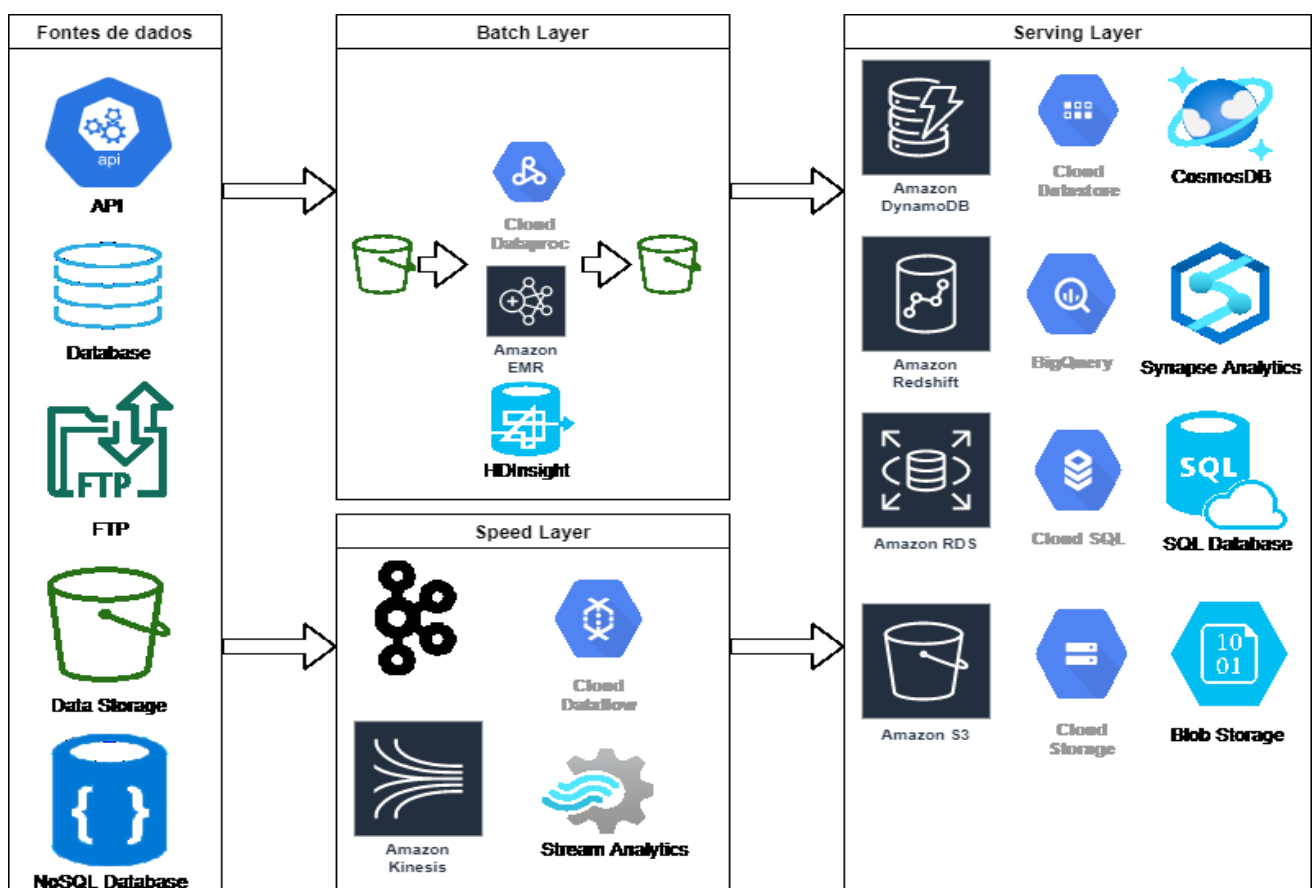 Fontes de dados
api
API
Database
FTP
FTP
Data Storage
{ }
NoSQL Database
Batch Layer
Cloud
Dataproc
Amazon
EMR
HDInsight
Speed Layer
Cloud
Dataflow
Amazon
Kinesis
Stream Analytics
Serving Layer
Amazon
DynamoDB
Cloud
Datastore
CosmosDB
Amazon
Redshift
BigQuery
Synapse Analytics
Amazon RDS
Cloud SQL
SQL
SQL Database
Amazon S3
Cloud
Storage
10
01
Blob Storage